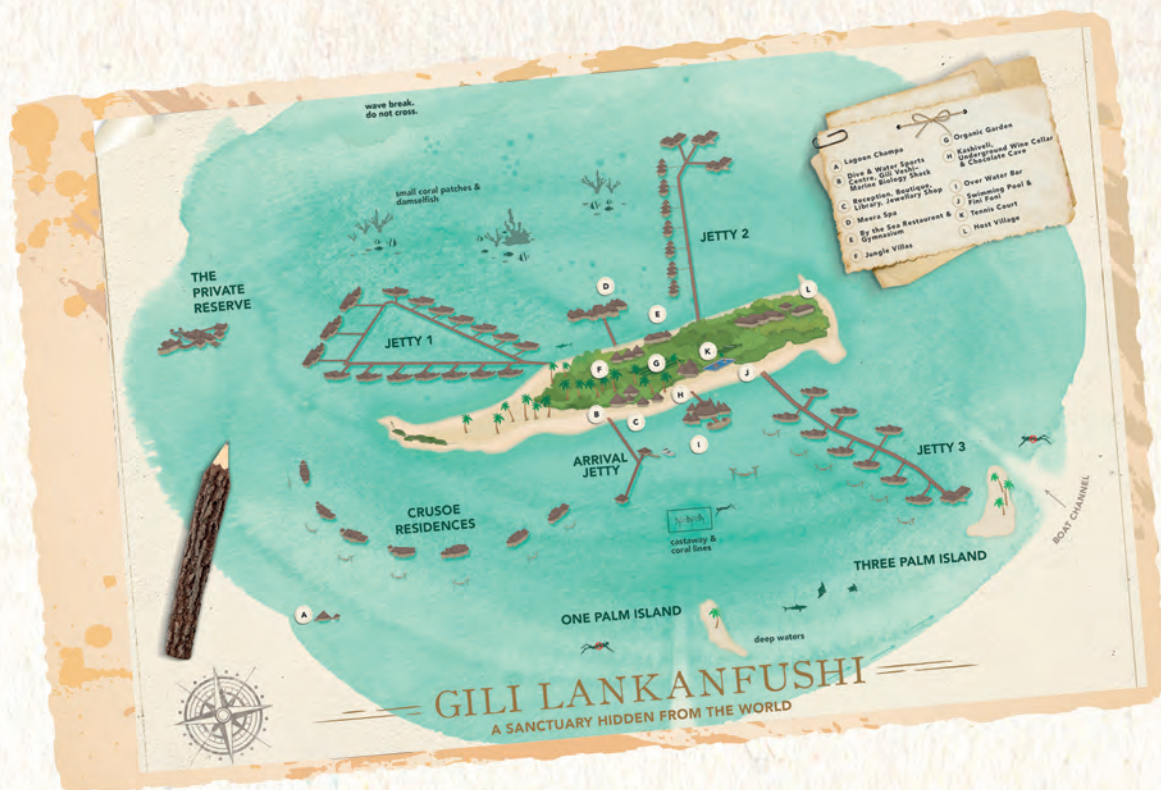 wave break.
do not cross.
small coral patches &
damselfish
THE
PRIVATE
RESERVE
JETTY 1
JETTY 2
A Lagoon Champa
B Dive & Water Sports
Centre, Gili Veshi-
Marine Biology Shack
C Reception, Boutique,
Library, Jewellary Shop
D Meera Spa
E By the Sea Restaurant &
Gymnasium
F Jungle Villas
G Organic Garden
H Kashiveli,
Underground Wine Cellar
& Chocolate Cave
I Over Water Bar
J Swimming Pool &
Fini Foni
K Tennis Court
L Host Village
D
E
L
F
G
K
J
H
B
C
I
ARRIVAL
JETTY
JETTY 3
CRUSOE
RESIDENCES
castaway &
coral lines
BOAT CHANNEL
THREE PALM ISLAND
A
ONE PALM ISLAND
deep waters
GILI LANKANFUSHI
A SANCTUARY HIDDEN FROM THE WORLD